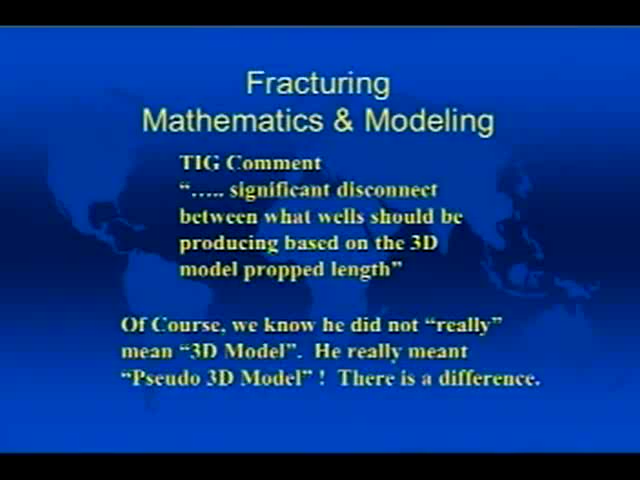 Fracturing
Mathematics & Modeling
TIG Comment
“..... significant disconnect
between what wells should be
producing based on the 3D
model propped length”
Of Course, we know he did not “really”
mean “3D Model”. He really meant
“Pseudo 3D Model” ! There is a difference.